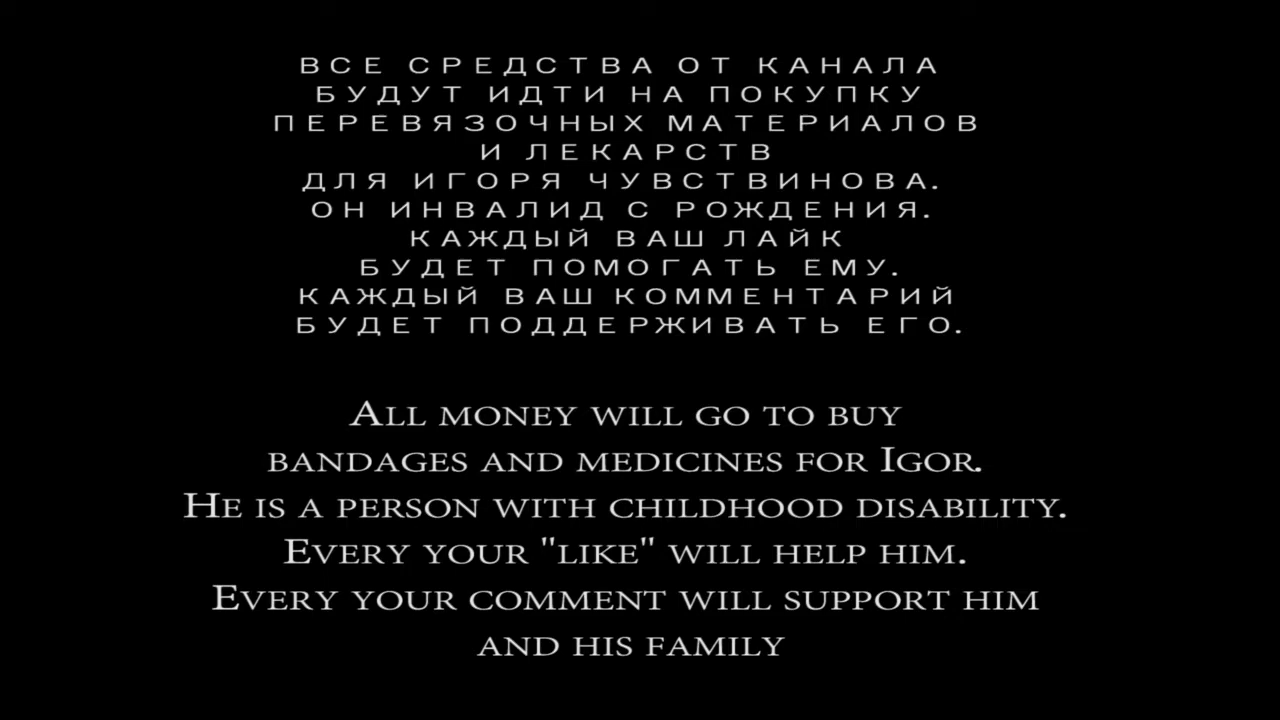 ВСЕ СРЕДСТВА ОТ КАНАЛА
БУДУТ ИДТИ НА ПОКУПКУ
ПЕРЕВЯЗОЧНЫХ МАТЕРИАЛОВ
И ЛЕКАРСТВ
ДЛЯ ИГОРЯ ЧУВСТВИНОВА.
ОН ИНВАЛИД С РОЖДЕНИЯ.
КАЖДЫЙ ВАШ ЛАЙК
БУДЕТ ПОМОГАТЬ ЕМУ.
КАЖДЫЙ ВАШ КОММЕНТАРИЙ
БУДЕТ ПОДДЕРЖИВАТЬ ЕГО.
ALL MONEY WILL GO TO BUY
BANDAGES AND MEDICINES FOR IGOR.
HE IS A PERSON WITH CHILDHOOD DISABILITY.
EVERY YOUR "LIKE" WILL HELP HIM.
EVERY YOUR COMMENT WILL SUPPORT HIM
AND HIS FAMILY